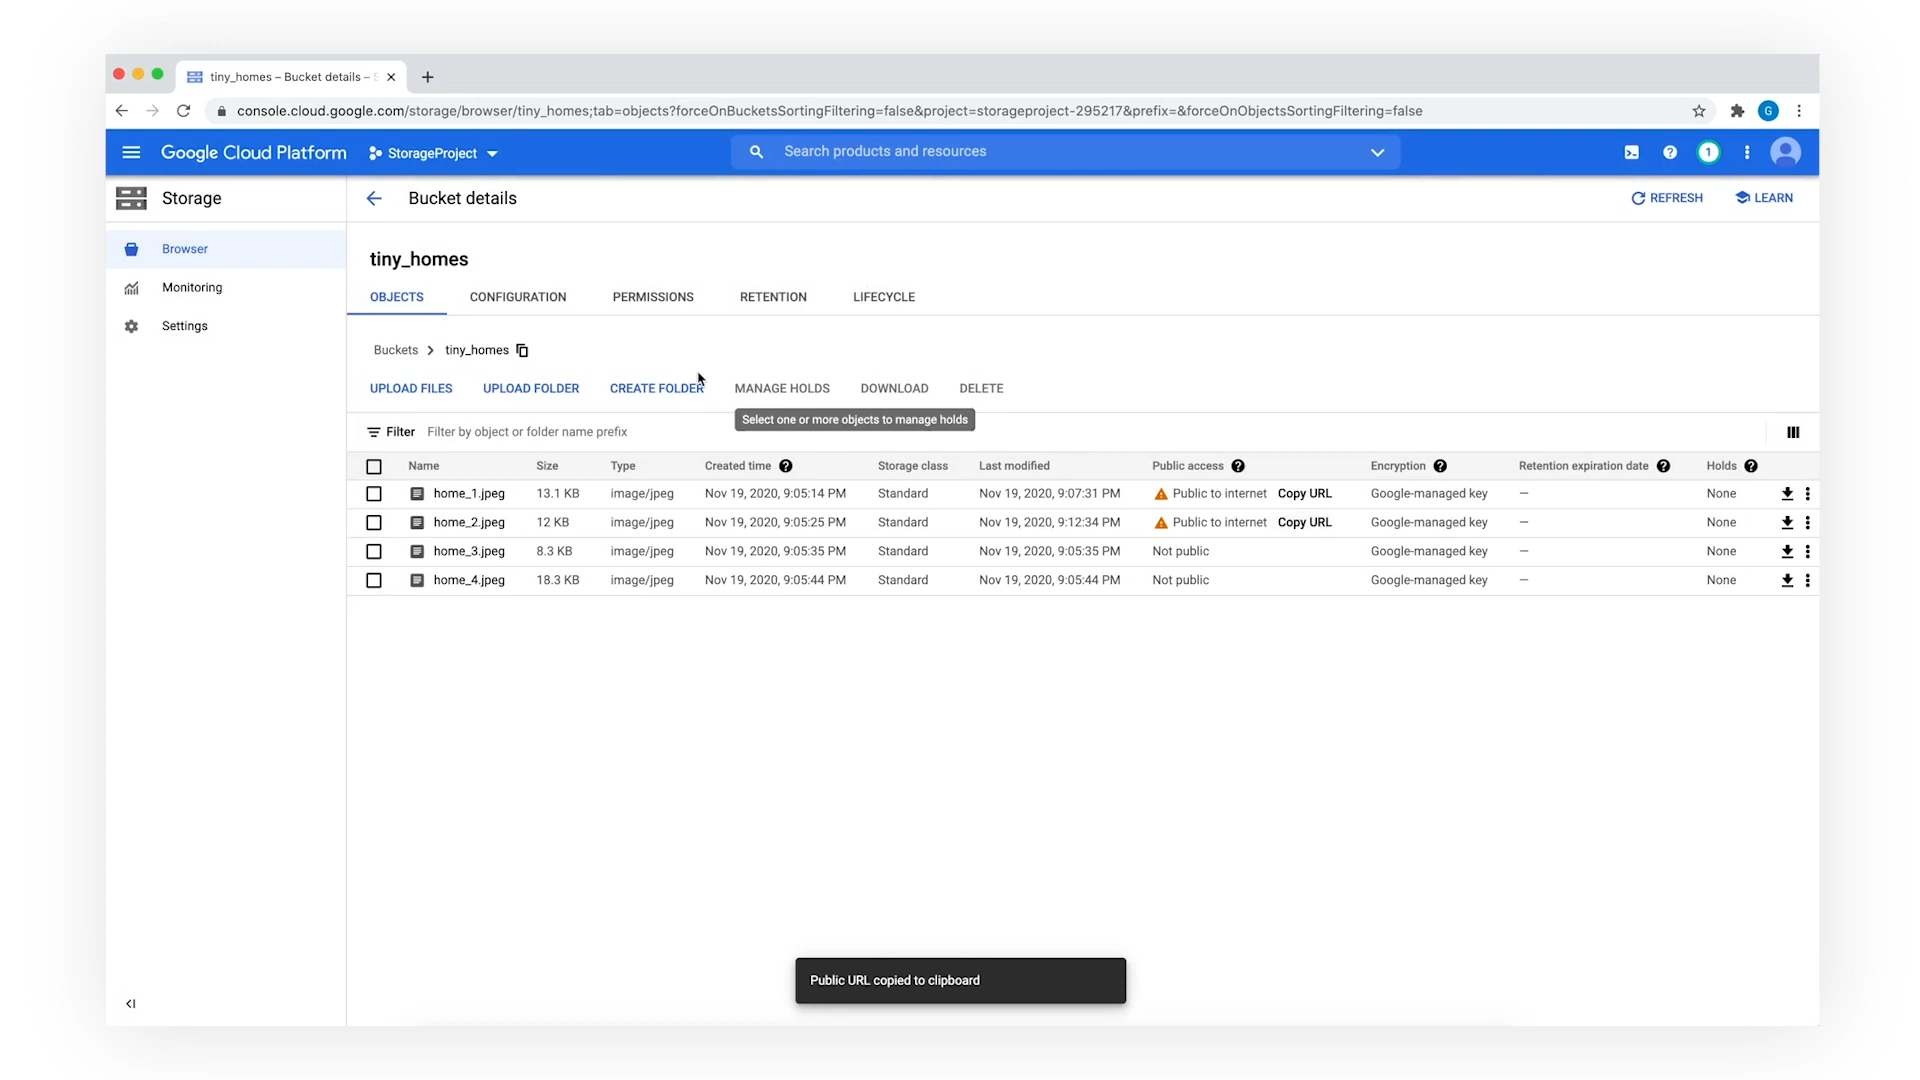 tiny_homes – Bucket details –
console.cloud.google.com/storage/browser/tiny_homes;tab=objects?forceOnBucketsSortingFiltering=false&project=storageproject-295217&prefix=&forceOnObjectsSortingFiltering=false
G
Google Cloud Platform StorageProject Search products and resources 1
Storage Bucket details REFRESH LEARN
Browser
Monitoring
Settings
tiny_homes
OBJECTS CONFIGURATION PERMISSIONS RETENTION LIFECYCLE
Buckets tiny_homes
UPLOAD FILES UPLOAD FOLDER CREATE FOLDER MANAGE HOLDS DOWNLOAD DELETE
Select one or more objects to manage holds
Filter Filter by object or folder name prefix
Name Size Type Created time Storage class Last modified Public access Encryption Retention expiration date Holds
home_1.jpeg 13.1 KB image/jpeg Nov 19, 2020, 9:05:14 PM Standard Nov 19, 2020, 9:07:31 PM Public to internet Copy URL Google-managed key – None
home_2.jpeg 12 KB image/jpeg Nov 19, 2020, 9:05:25 PM Standard Nov 19, 2020, 9:12:34 PM Public to internet Copy URL Google-managed key – None
home_3.jpeg 8.3 KB image/jpeg Nov 19, 2020, 9:05:35 PM Standard Nov 19, 2020, 9:05:35 PM Not public Google-managed key – None
home_4.jpeg 18.3 KB image/jpeg Nov 19, 2020, 9:05:44 PM Standard Nov 19, 2020, 9:05:44 PM Not public Google-managed key – None
Public URL copied to clipboard